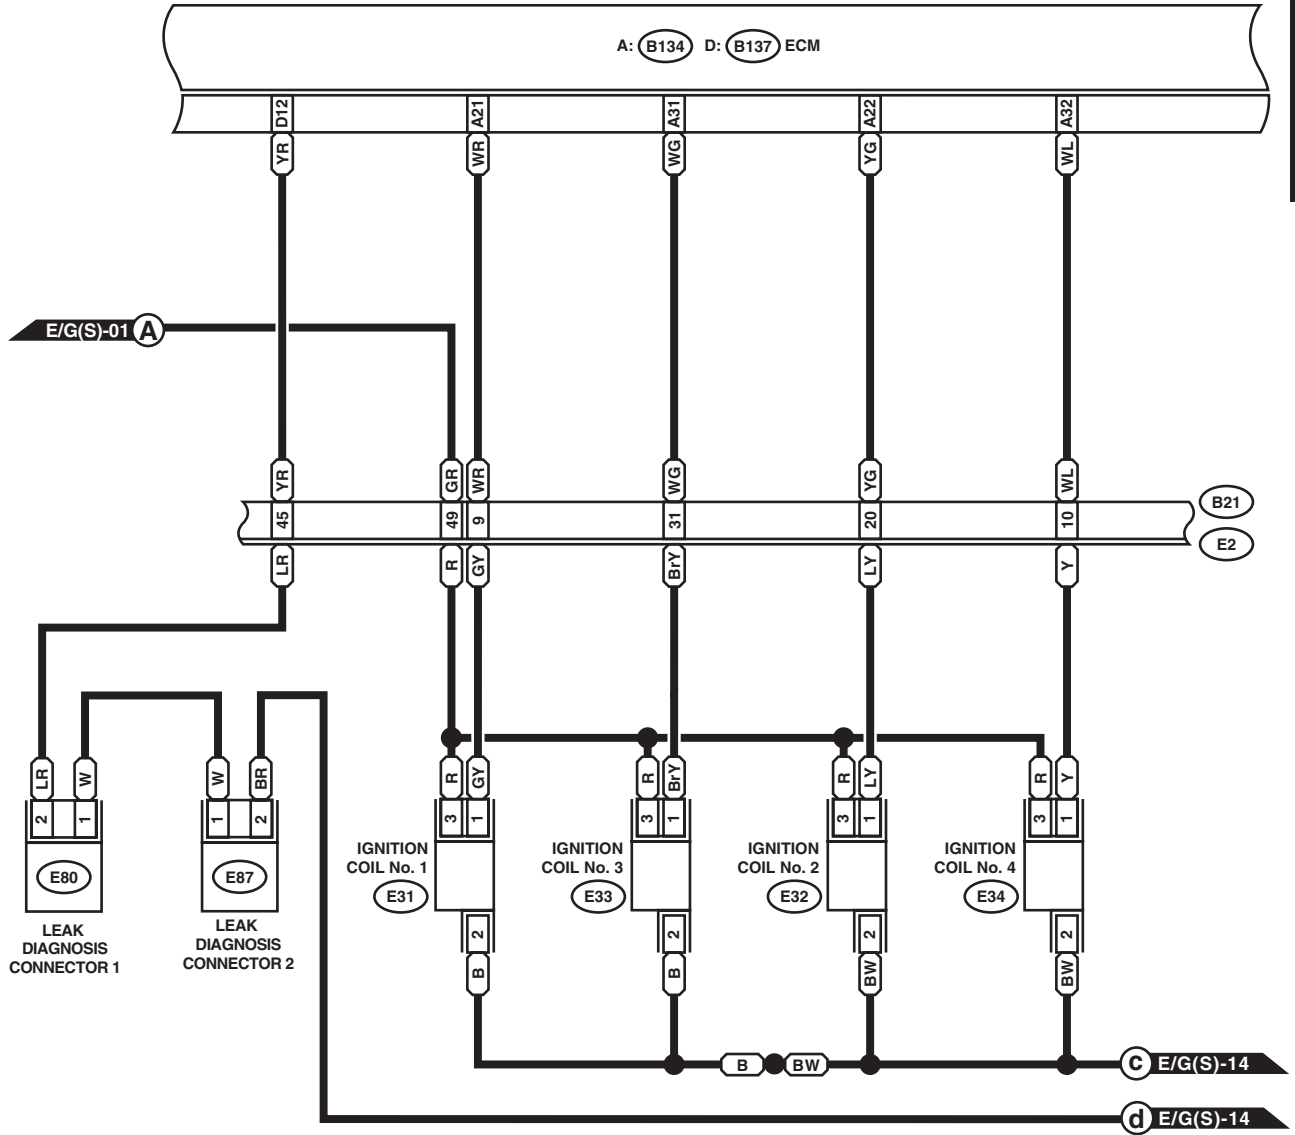 A: B134 D: B137 ECM
D12 A21 A31 A22 A32
YR WR WG YG WL
E/G(S)-01 A
YR GR WR WG YG WL
B21
45 49 9 31 20 10
E2
LR R GY BrY LY Y
LR W W BR R GY R BrY R LY R Y
2 1 1 2 3 1 3 1 3 1 3 1
IGNITION
COIL No. 1
E31
IGNITION
COIL No. 3
E33
IGNITION
COIL No. 2
E32
IGNITION
COIL No. 4
E34
E80
E87
LEAK
DIAGNOSIS
CONNECTOR 1
LEAK
DIAGNOSIS
CONNECTOR 2
2 2 2 2
B B BW BW
B BW
c E/G(S)-14
d E/G(S)-14